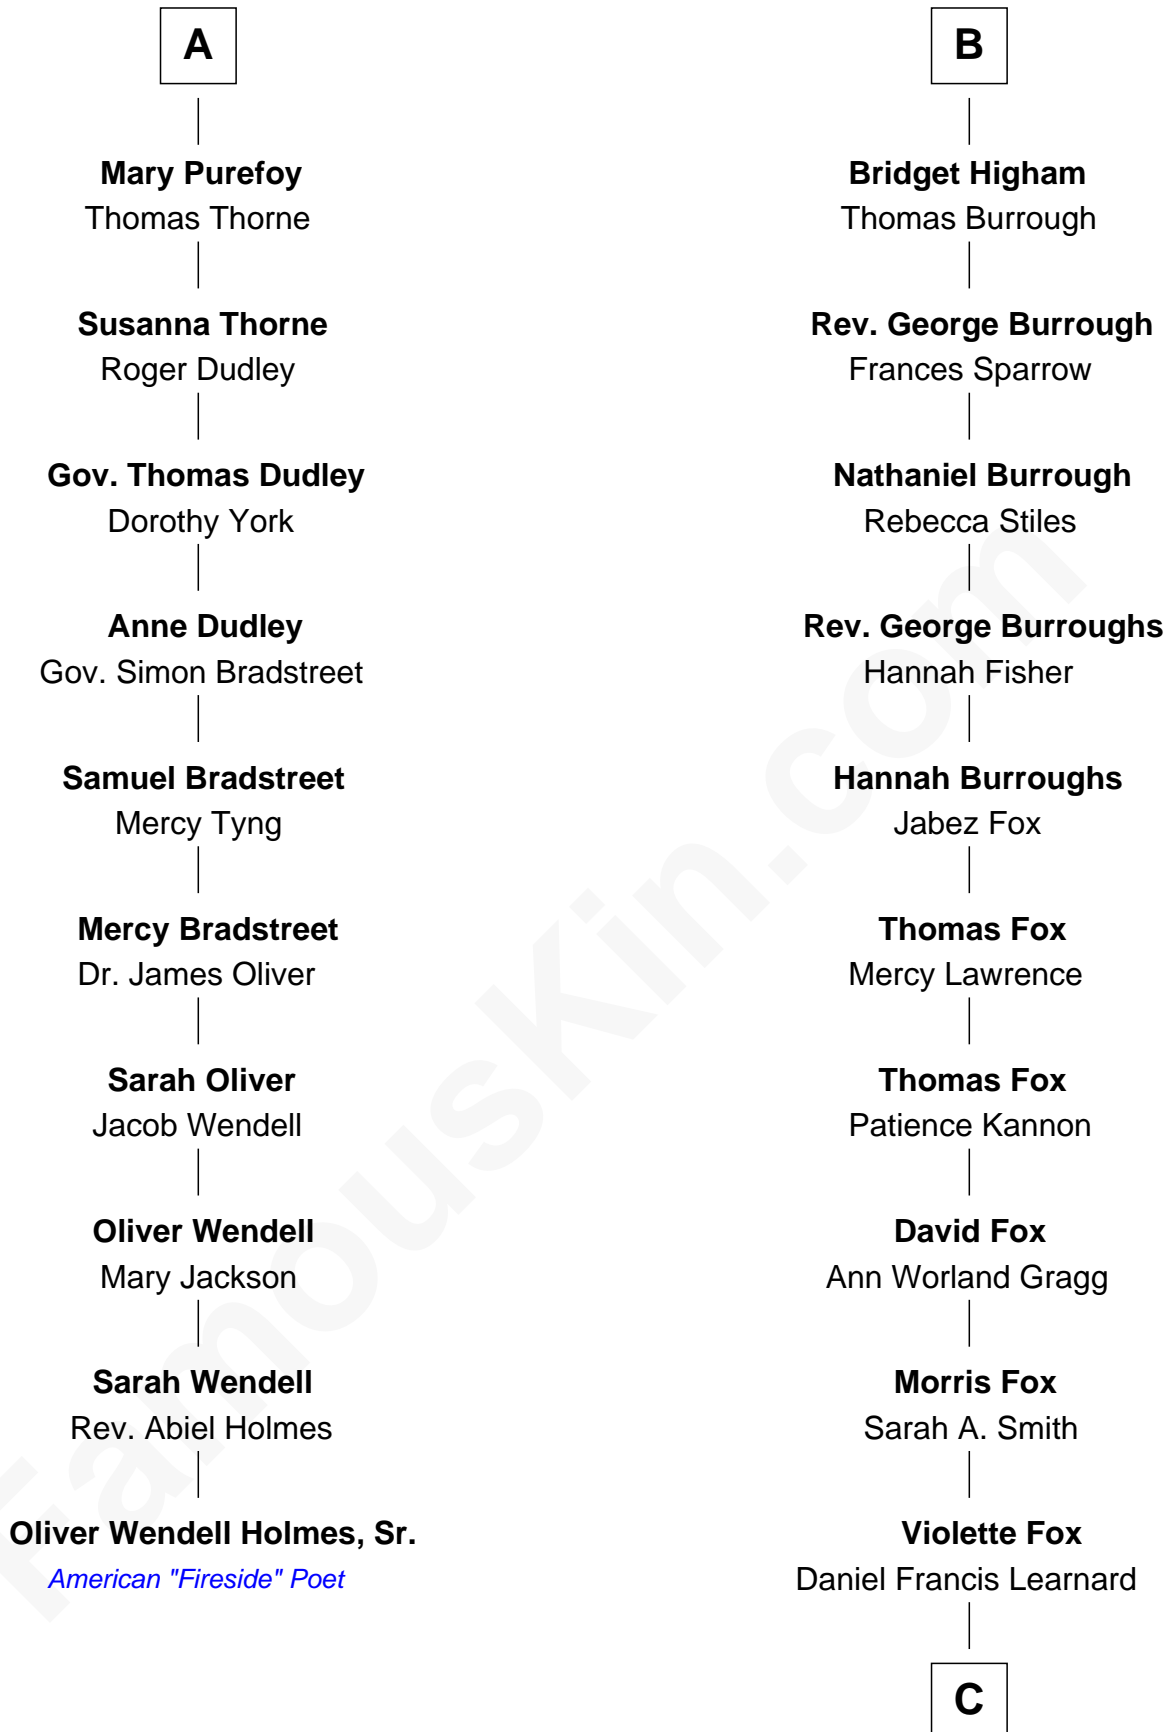 A
Mary Purefoy
Thomas Thorne
Susanna Thorne
Roger Dudley
Gov. Thomas Dudley
Dorothy York
Anne Dudley
Gov. Simon Bradstreet
Samuel Bradstreet
Mercy Tyng
Mercy Bradstreet
Dr. James Oliver
Sarah Oliver
Jacob Wendell
Oliver Wendell
Mary Jackson
Sarah Wendell
Rev. Abiel Holmes
Oliver Wendell Holmes, Sr.
American "Fireside" Poet
B
Bridget Higham
Thomas Burrough
Rev. George Burrough
Frances Sparrow
Nathaniel Burrough
Rebecca Stiles
Rev. George Burroughs
Hannah Fisher
Hannah Burroughs
Jabez Fox
Thomas Fox
Mercy Lawrence
Thomas Fox
Patience Kannon
David Fox
Ann Worland Gragg
Morris Fox
Sarah A. Smith
Violette Fox
Daniel Francis Learnard
C
FamousKin.com